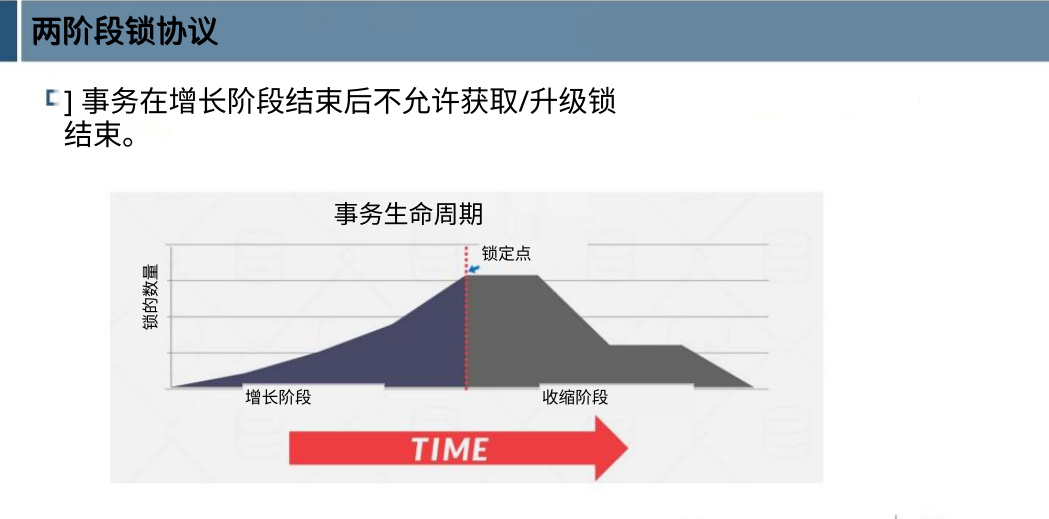 两阶段锁协议
] 事务在增长阶段结束后不允许获取/升级锁
结束。
事务生命周期
锁定点
锁的数量
增长阶段
收缩阶段
TIME